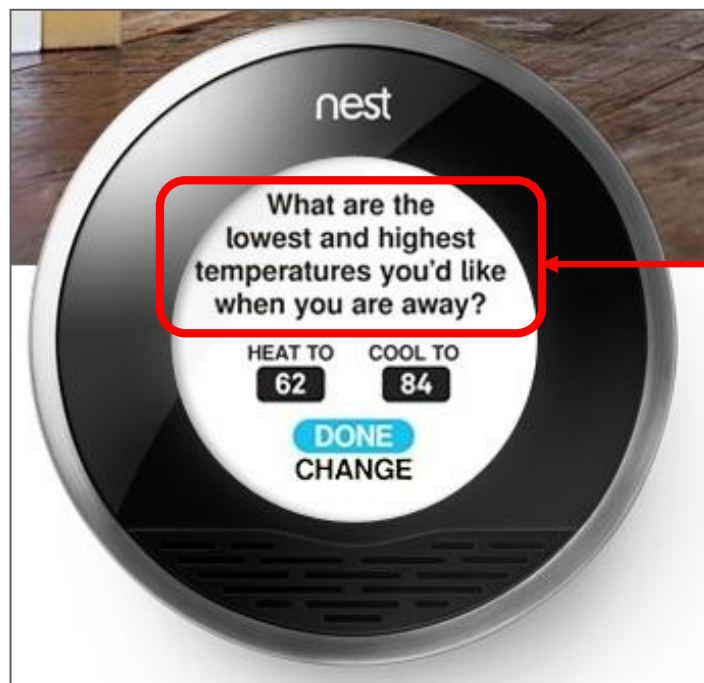 nest
What are the
lowest and highest
temperatures you'd like
when you are away?
HEAT TO COOL TO
62 84
DONE
CHANGE